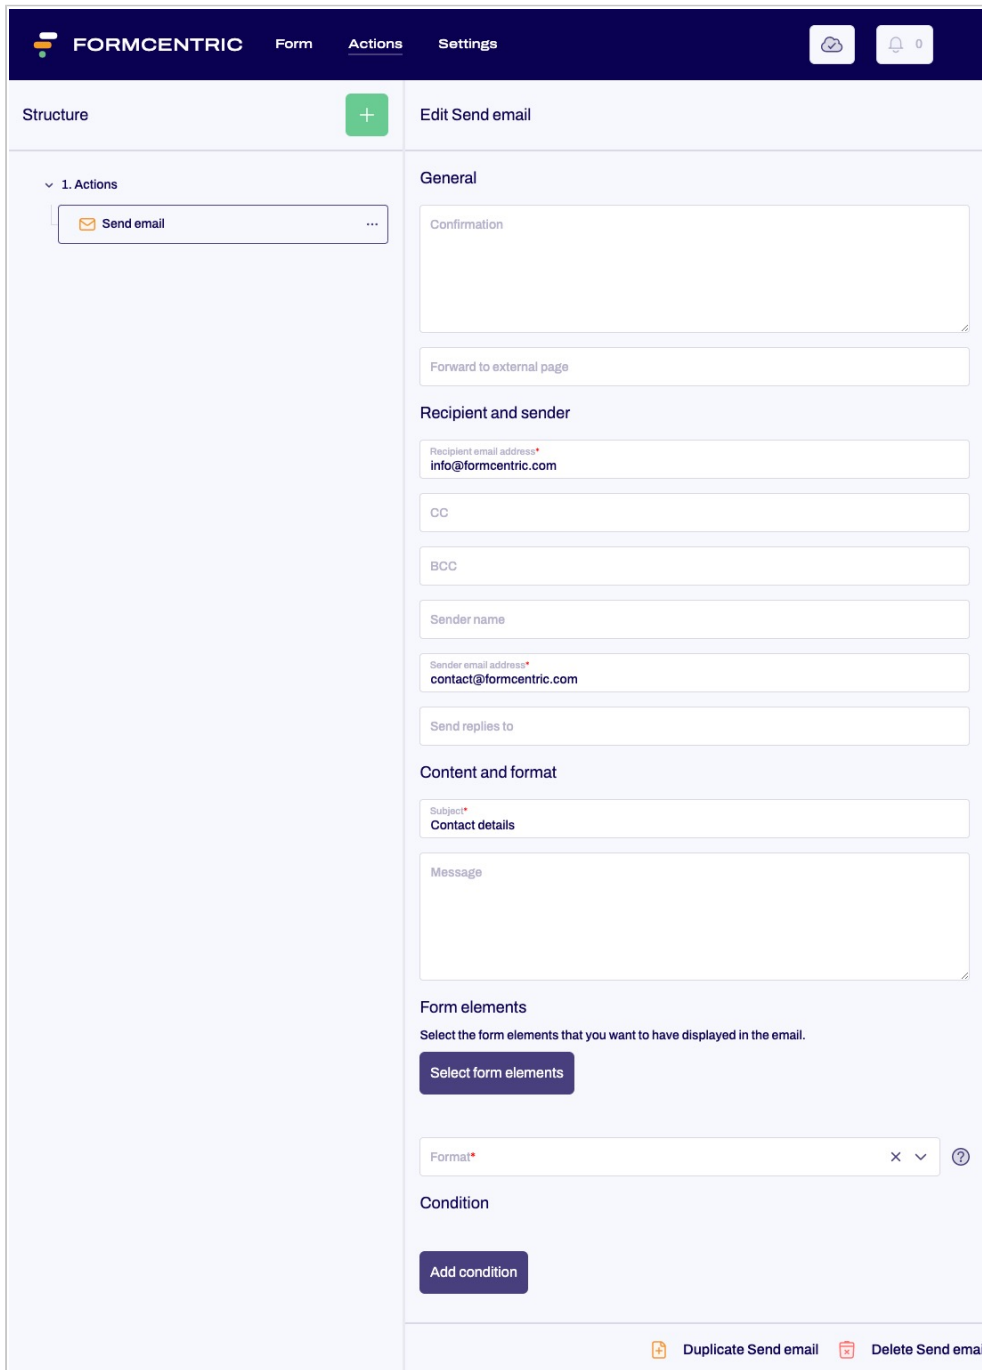 FORMCENTRIC Form Actions Settings 0
Structure
Edit Send email
1. Actions
Send email
General
Confirmation
Forward to external page
Recipient and sender
Recipient email address*
info@formcentric.com
CC
BCC
Sender name
Sender email address*
contact@formcentric.com
Send replies to
Content and format
Subject*
Contact details
Message
Form elements
Select the form elements that you want to have displayed in the email.
Select form elements
Format*
Condition
Add condition
Duplicate Send email Delete Send emai